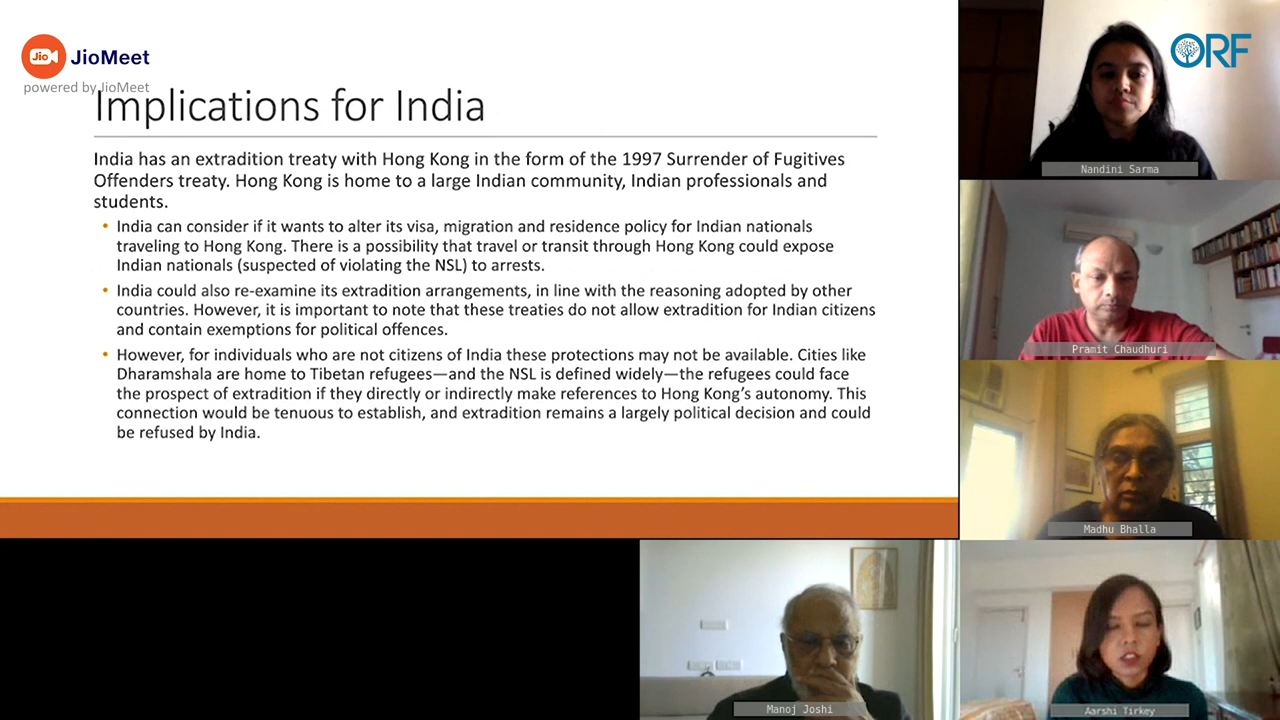 Jio
JioMeet
powered by JioMeet
ORF
Implications for India
India has an extradition treaty with Hong Kong in the form of the 1997 Surrender of Fugitives
Offenders treaty. Hong Kong is home to a large Indian community, Indian professionals and
students.
• India can consider if it wants to alter its visa, migration and residence policy for Indian nationals
traveling to Hong Kong. There is a possibility that travel or transit through Hong Kong could expose
Indian nationals (suspected of violating the NSL) to arrests.
• India could also re-examine its extradition arrangements, in line with the reasoning adopted by other
countries. However, it is important to note that these treaties do not allow extradition for Indian citizens
and contain exemptions for political offences.
• However, for individuals who are not citizens of India these protections may not be available. Cities like
Dharamshala are home to Tibetan refugees—and the NSL is defined widely—the refugees could face
the prospect of extradition if they directly or indirectly make references to Hong Kong's autonomy. This
connection would be tenuous to establish, and extradition remains a largely political decision and could
be refused by India.
Nandini Sarma
Pramit Chaudhuri
Madhu Bhalla
Manoj Joshi
Aarshi Tirkey